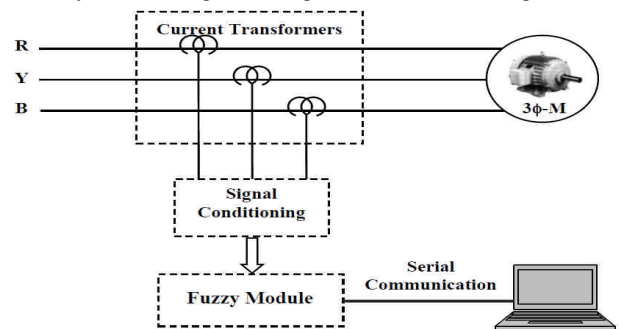 Current Transformers
R
Y
B
3ϕ-M
Signal
Conditioning
Serial
Communication
Fuzzy Module